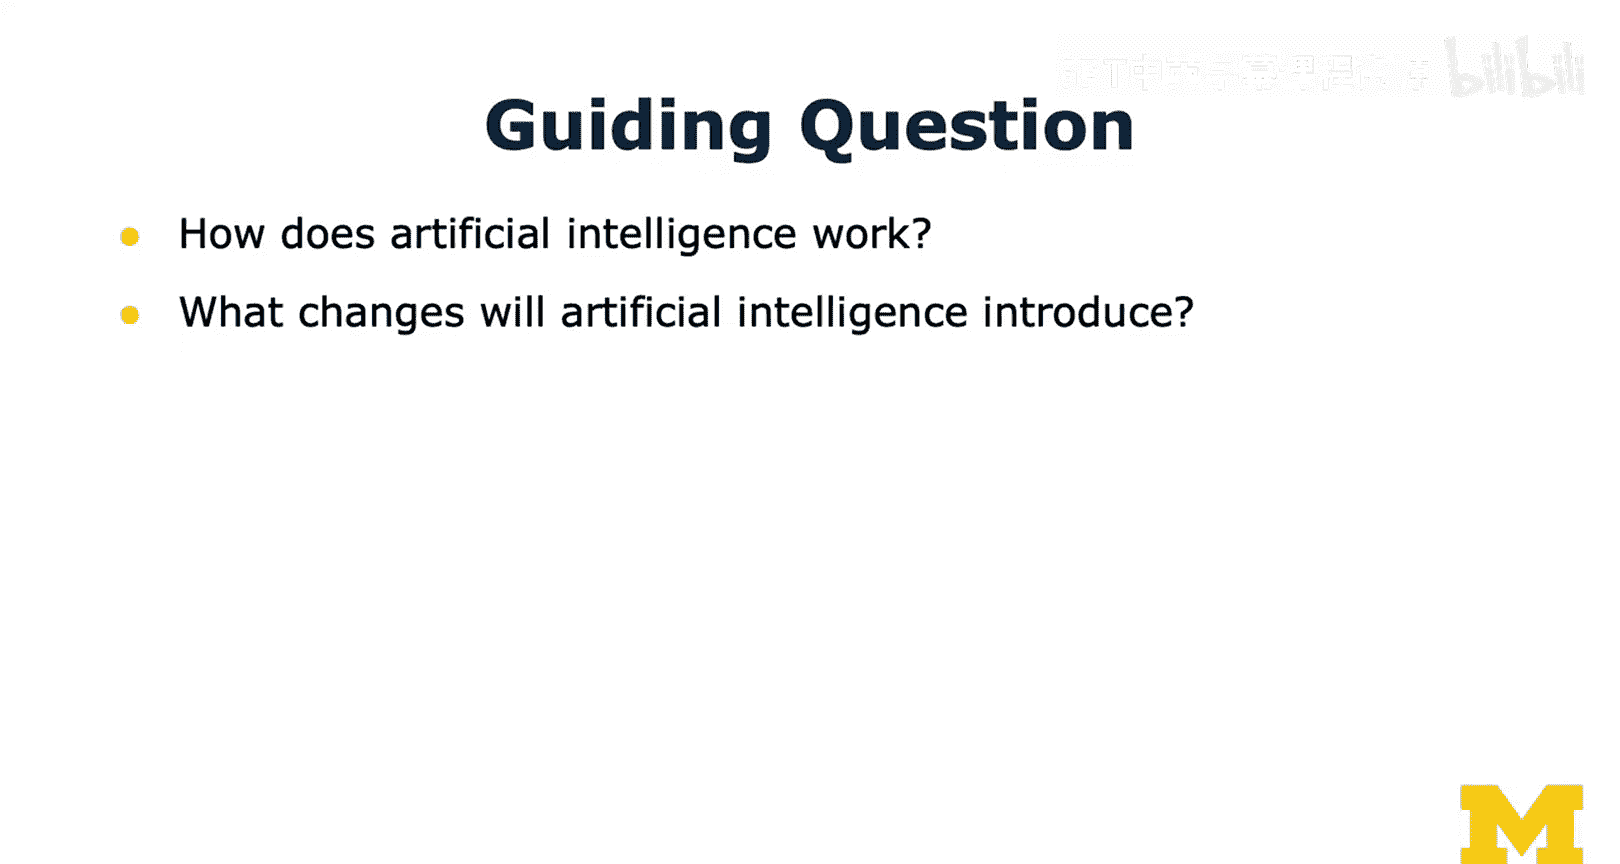 bilibili
Guiding Question
How does artificial intelligence work?
What changes will artificial intelligence introduce?
M